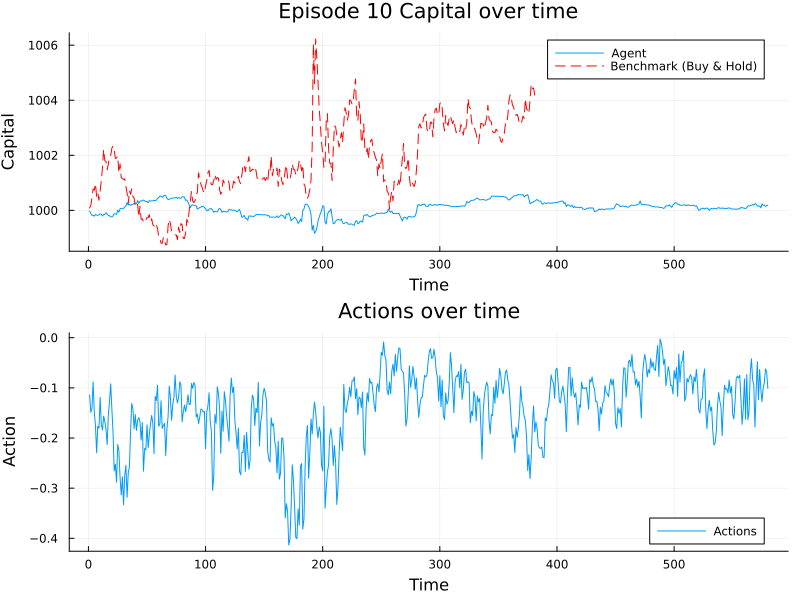 Episode 10 Capital over time
Capital
1006
1004
1002
1000
Agent
Benchmark (Buy & Hold)
0 100 200 300 400 500
Time
Actions over time
Action
0.0
-0.1
-0.2
-0.3
-0.4
Actions
0 100 200 300 400 500
Time